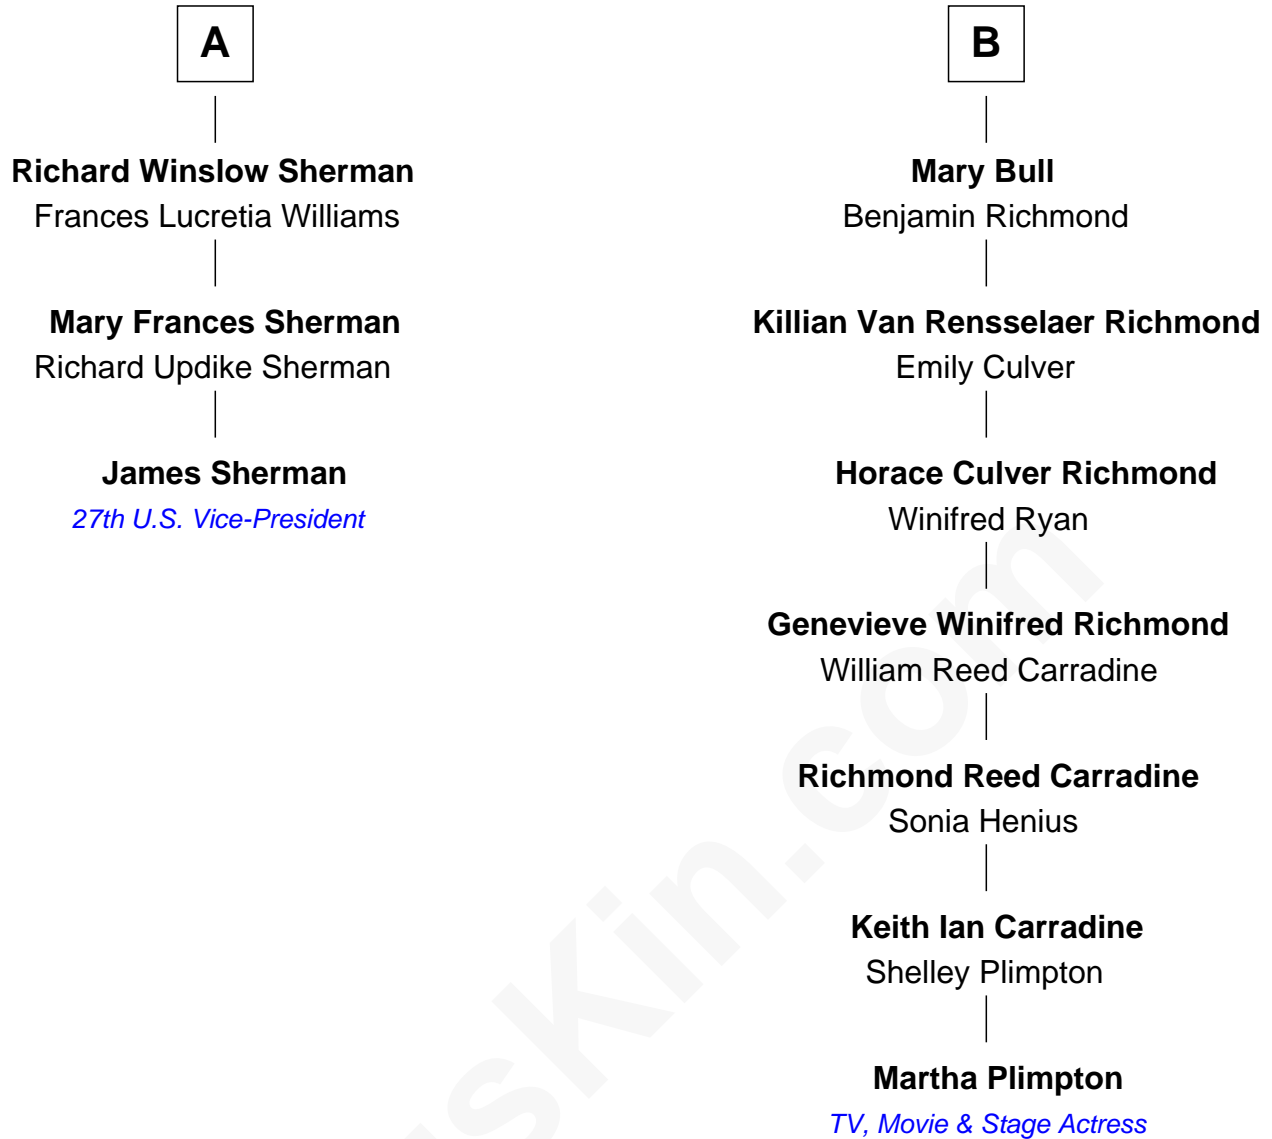 A
Richard Winslow Sherman
Frances Lucretia Williams
Mary Frances Sherman
Richard Updike Sherman
James Sherman
27th U.S. Vice-President
B
Mary Bull
Benjamin Richmond
Killian Van Rensselaer Richmond
Emily Culver
Horace Culver Richmond
Winifred Ryan
Genevieve Winifred Richmond
William Reed Carradine
Richmond Reed Carradine
Sonia Henius
Keith Ian Carradine
Shelley Plimpton
Martha Plimpton
TV, Movie & Stage Actress
usKin.com